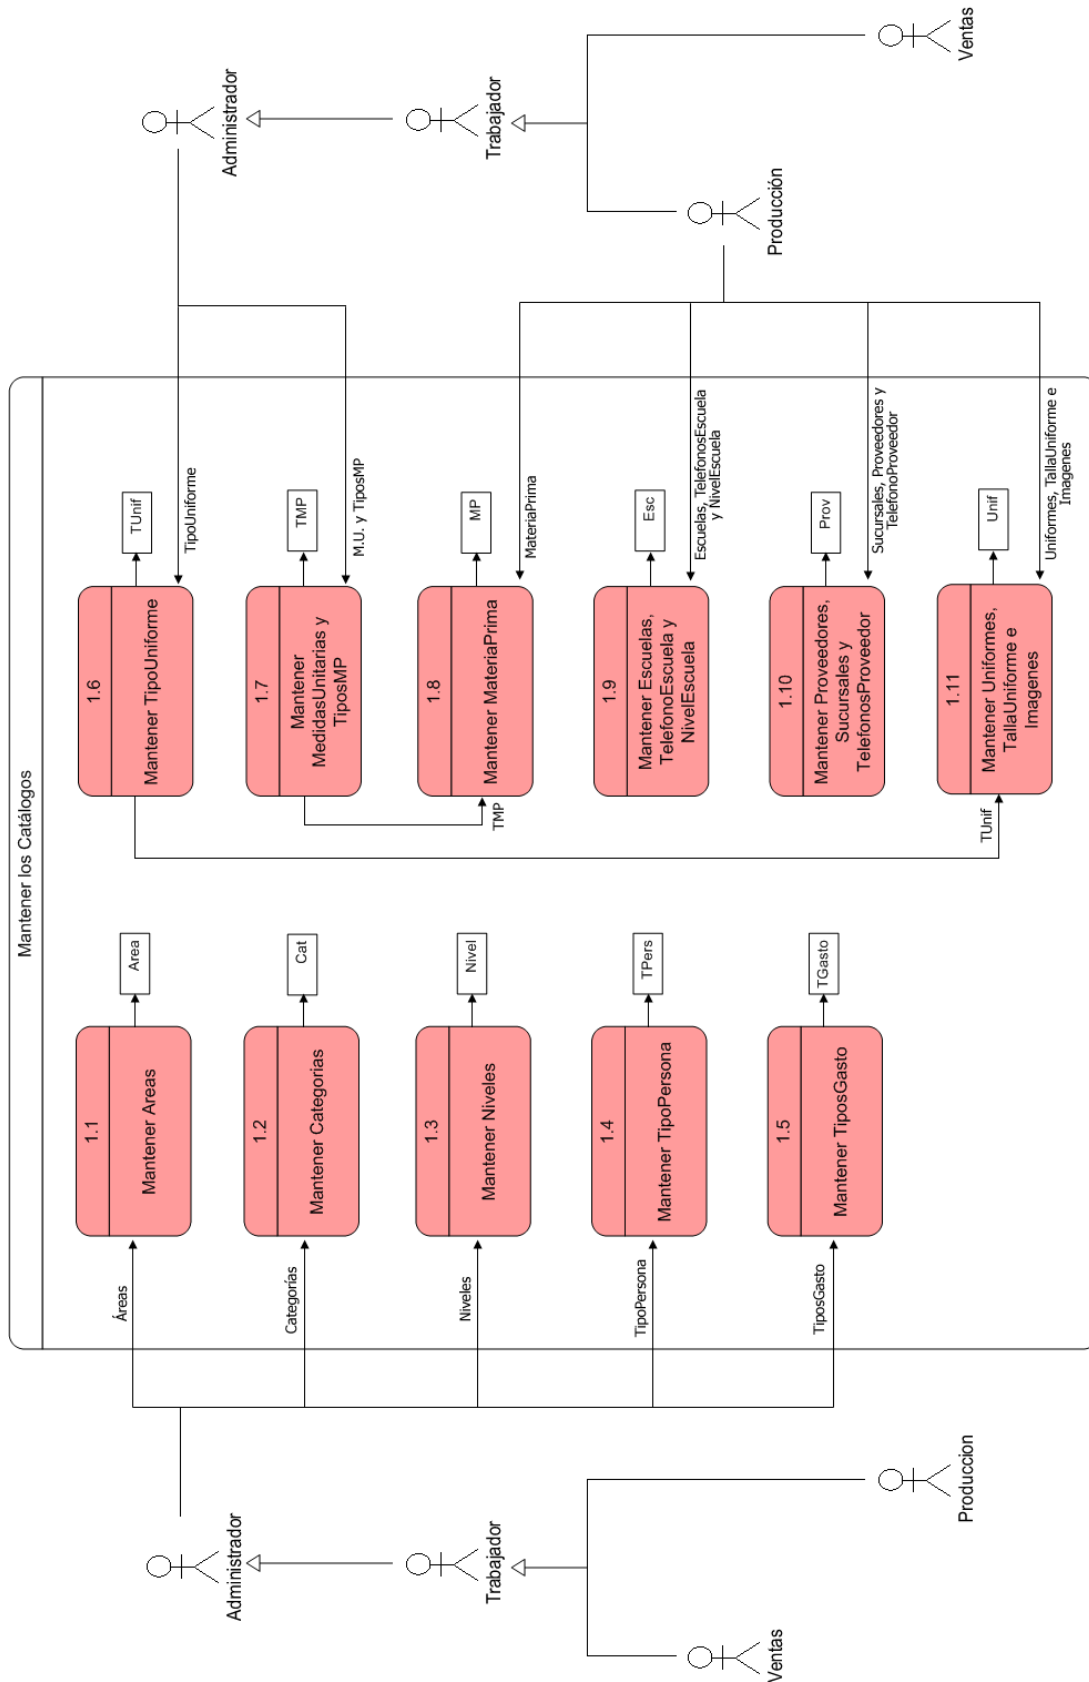 Mantener los Catálogos
Administrador
Trabajador
Ventas
Produccion
Áreas
Categorías
Niveles
TipoPersona
TiposGasto
1.1
Mantener Areas
Area
1.2
Mantener Categorias
Cat
1.3
Mantener Niveles
Nivel
1.4
Mantener TipoPersona
TPers
1.5
Mantener TiposGasto
TGasto
1.6
Mantener TipoUniforme
TUnif
TipoUniforme
1.7
Mantener
MedidasUnitarias y
TiposMP
TMP
M.U. y TiposMP
TMP
1.8
Mantener MateriaPrima
MP
MateriaPrima
1.9
Mantener Escuelas,
TelefonoEscuela y
NivelEscuela
Esc
Escuelas, TelefonosEscuela
y NivelEscuela
1.10
Mantener Proveedores,
Sucursales y
TelefonosProveedor
Prov
Sucursales, Proveedores y
TelefonoProveedor
TUnif
1.11
Mantener Uniformes,
TallaUniforme e
Imagenes
Unif
Uniformes, TallaUniforme e
Imagenes
Administrador
Trabajador
Producción
Ventas